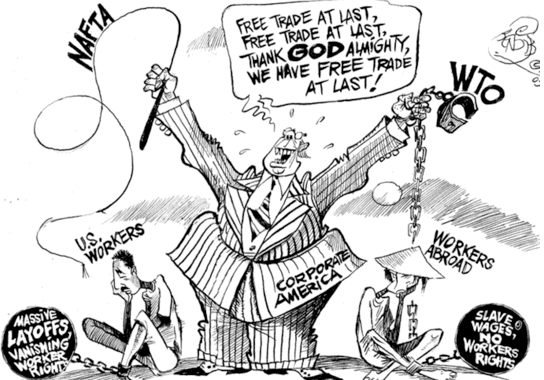 NAFTA
FREE TRADE AT LAST,
FREE TRADE AT LAST,
THANK GOD ALMIGHTY,
WE HAVE FREE TRADE
AT LAST!
WTO
U.S.
WORKERS
CORPORATE
AMERICA
WORKERS
ABROAD
MASSIVE
LAYOFFS
VANISHING
WORKER
RIGHTS
SLAVE
WAGES,
NO
WORKERS
RIGHTS